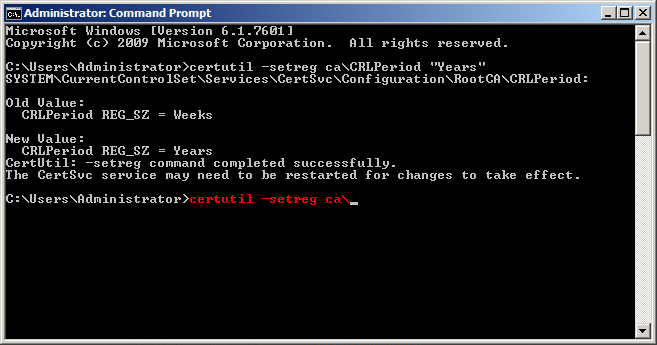 Administrator: Command Prompt
Microsoft Windows [Version 6.1.7601]
Copyright (c) 2009 Microsoft Corporation.  All rights reserved.
C:\Users\Administrator>certutil -setreg ca\CRLPeriod "Years"
SYSTEM\CurrentControlSet\Services\CertSvc\Configuration\RootCA\CRLPeriod:
Old Value:
  CRLPeriod REG_SZ = Weeks
New Value:
  CRLPeriod REG_SZ = Years
CertUtil: -setreg command completed successfully.
The CertSvc service may need to be restarted for changes to take effect.
C:\Users\Administrator>certutil -setreg ca\_